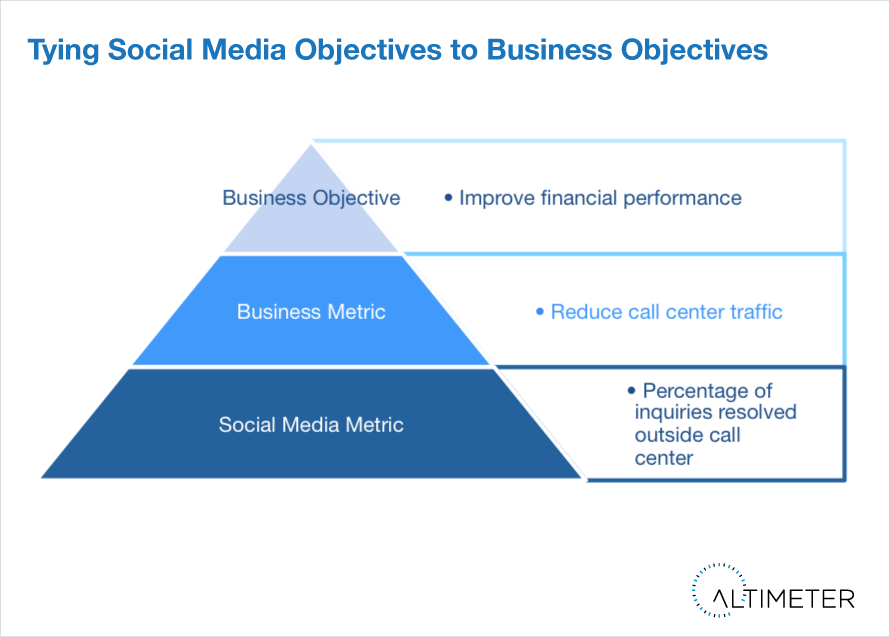 Tying Social Media Objectives to Business Objectives
Business Objective
• Improve financial performance
Business Metric
• Reduce call center traffic
Social Media Metric
• Percentage of
inquiries resolved
outside call
center
ALTIMETER